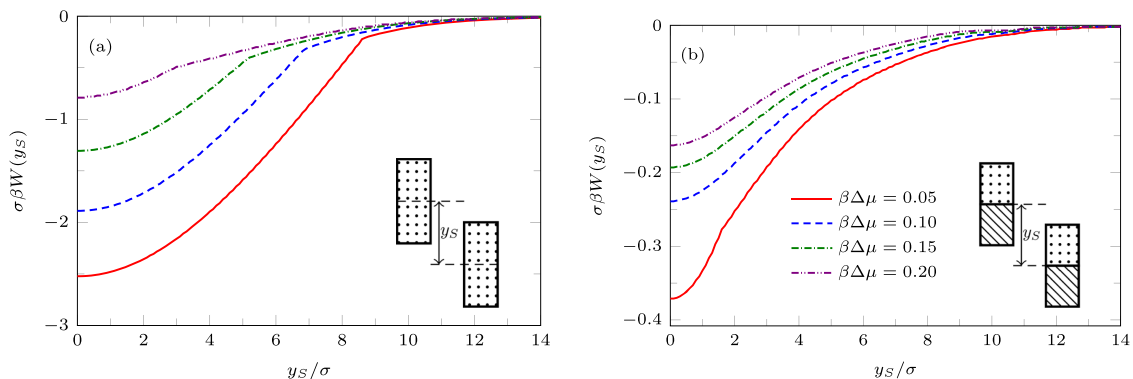 (a)
σβW(y_S)
0
−1
−2
−3
0 2 4 6 8 10 12 14
y_S/σ
y_S
(b)
σβW(y_S)
0
−0.1
−0.2
−0.3
−0.4
0 2 4 6 8 10 12 14
y_S/σ
βΔμ = 0.05
βΔμ = 0.10
βΔμ = 0.15
βΔμ = 0.20
y_S